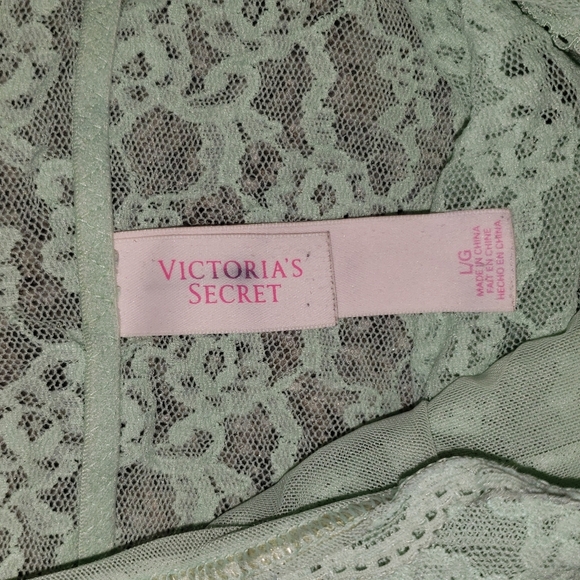 VICTORIA'S
SECRET
L/G
MADE IN CHINA
FAIT EN CHINE
HECHO EN CHINA